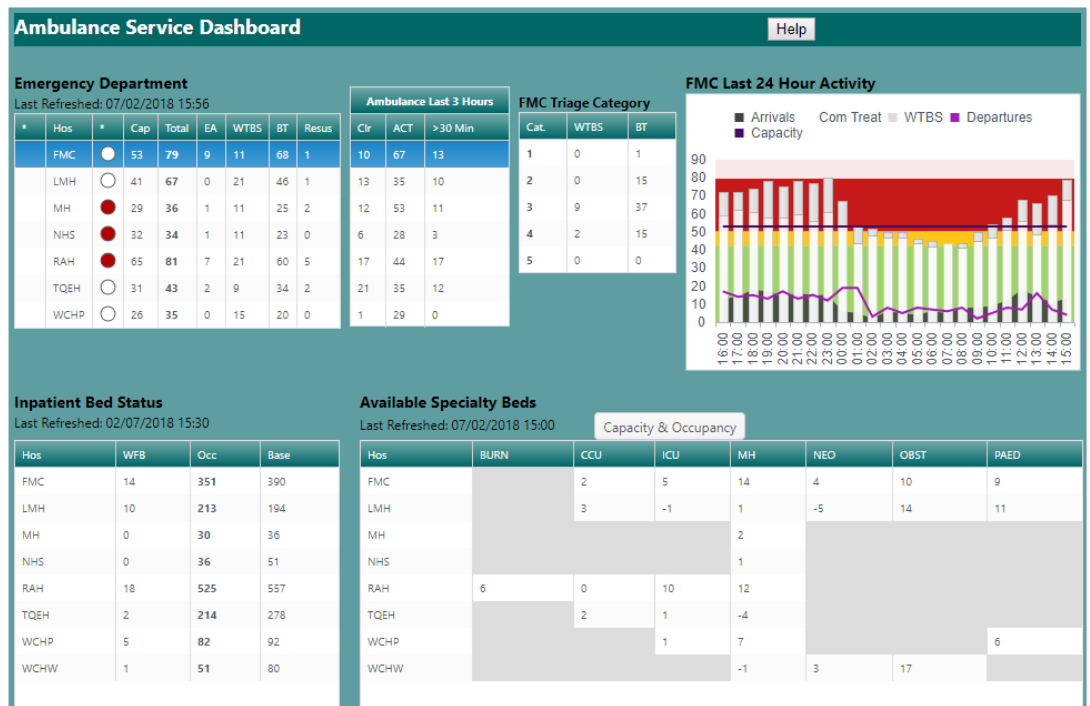 Ambulance Service Dashboard
Help
Emergency Department
Last Refreshed: 07/02/2018 15:56
* Hos * Cap Total EA WTBS BT Resus
FMC 53 79 9 11 68 1
LMH 41 67 0 21 46 1
MH 29 36 1 11 25 2
NHS 32 34 1 11 23 0
RAH 65 81 7 21 60 5
TQEH 31 43 2 9 34 2
WCHP 26 35 0 15 20 0
Ambulance Last 3 Hours
Clr ACT >30 Min
10 67 13
13 35 10
12 53 11
6 28 3
17 44 17
21 35 12
1 29 0
FMC Triage Category
Cat. WTBS BT
1 0 1
2 0 15
3 9 37
4 2 15
5 0 0
FMC Last 24 Hour Activity
Arrivals Com Treat WTBS Departures
Capacity
90
80
70
60
50
40
30
20
10
0
16:00 17:00 18:00 19:00 20:00 21:00 22:00 23:00 00:00 01:00 02:00 03:00 04:00 05:00 06:00 07:00 08:00 09:00 10:00 11:00 12:00 13:00 14:00 15:00
Inpatient Bed Status
Last Refreshed: 02/07/2018 15:30
Hos WFB Occ Base
FMC 14 351 390
LMH 10 213 194
MH 0 30 36
NHS 0 36 51
RAH 18 525 557
TQEH 2 214 278
WCHP 5 82 92
WCHW 1 51 80
Available Specialty Beds
Last Refreshed: 07/02/2018 15:00
Capacity & Occupancy
Hos BURN CCU ICU MH NEO OBST PAED
FMC 2 5 14 4 10 9
LMH 3 -1 1 -5 14 11
MH 2
NHS 1
RAH 6 0 10 12
TQEH 2 1 -4
WCHP 1 7 6
WCHW -1 3 17